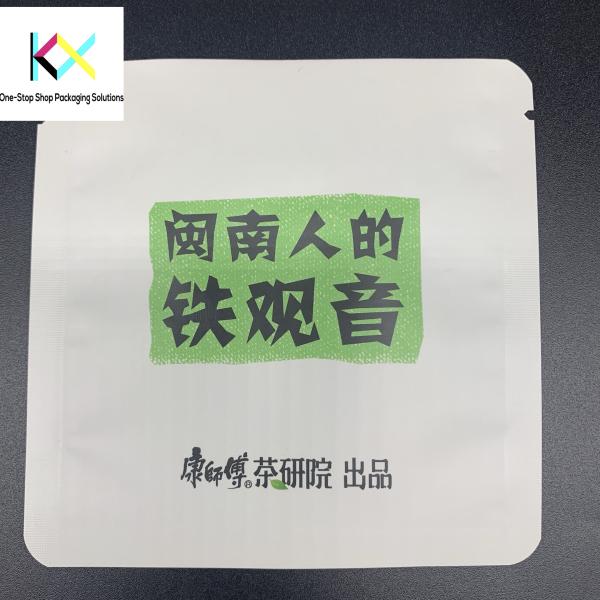 KX
One-Stop Shop Packaging Solutions
闽南人的
铁观音
康師傅® 茶研院 出品